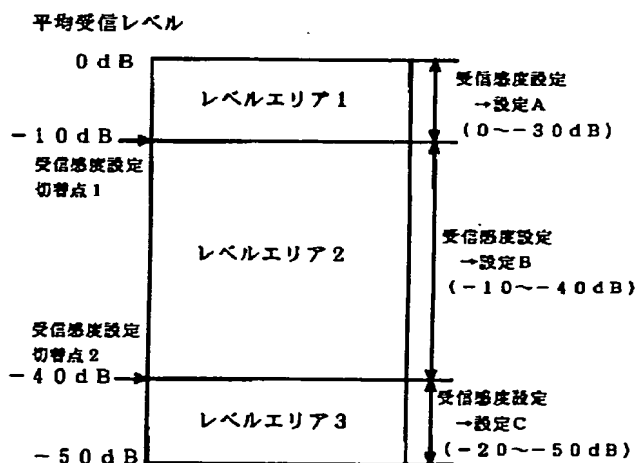 平均受信レベル
0dB
レベルエリア1
受信感度設定
→設定A
(0~-30dB)
-10dB
受信感度設定
切替点1
レベルエリア2
受信感度設定
→設定B
(-10~-40dB)
受信感度設定
切替点2
-40dB
レベルエリア3
受信感度設定
→設定C
(-20~-50dB)
-50dB